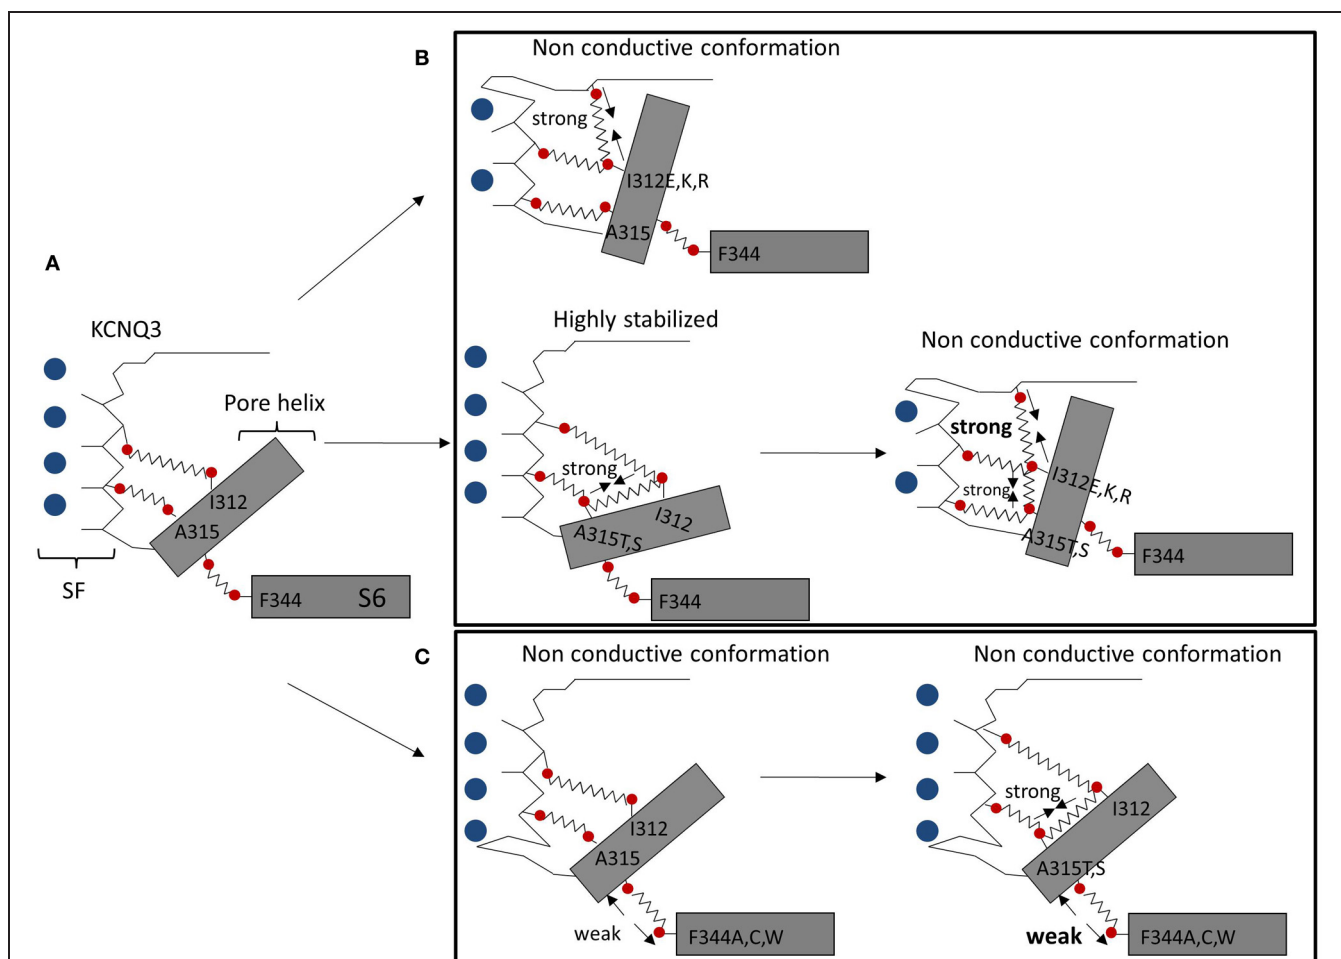 A
KCNQ3
Pore helix
I312
A315
SF
F344 S6
B
Non conductive conformation
strong
I312E,K,R
A315
F344
Highly stabilized
strong
I312
A315T,S
F344
Non conductive conformation
strong
strong
I312E,K,R
A315T,S
F344
C
Non conductive conformation
I312
A315
weak
F344A,C,W
Non conductive conformation
strong
I312
A315T,S
weak
F344A,C,W